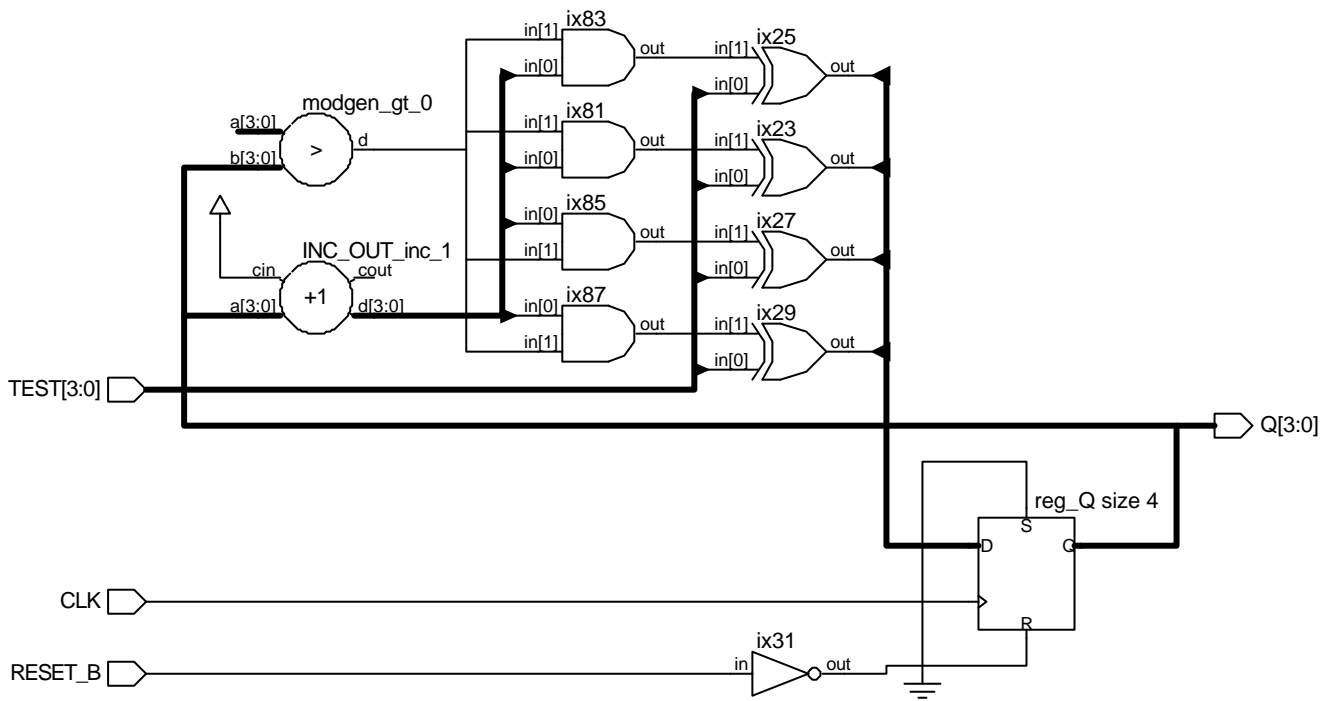 ix83
in[1]
out
in[0]
ix25
in[1]
out
in[0]
modgen_gt_0
a[3:0]
b[3:0]
>
d
ix81
in[1]
out
in[0]
ix23
in[1]
out
in[0]
ix85
in[0]
out
in[1]
ix27
in[1]
out
in[0]
INC_OUT_inc_1
cin
cout
+1
a[3:0]
d[3:0]
ix87
in[0]
out
in[1]
ix29
in[1]
out
in[0]
TEST[3:0]
Q[3:0]
reg_Q size 4
S
D
Q
R
CLK
RESET_B
ix31
in
out